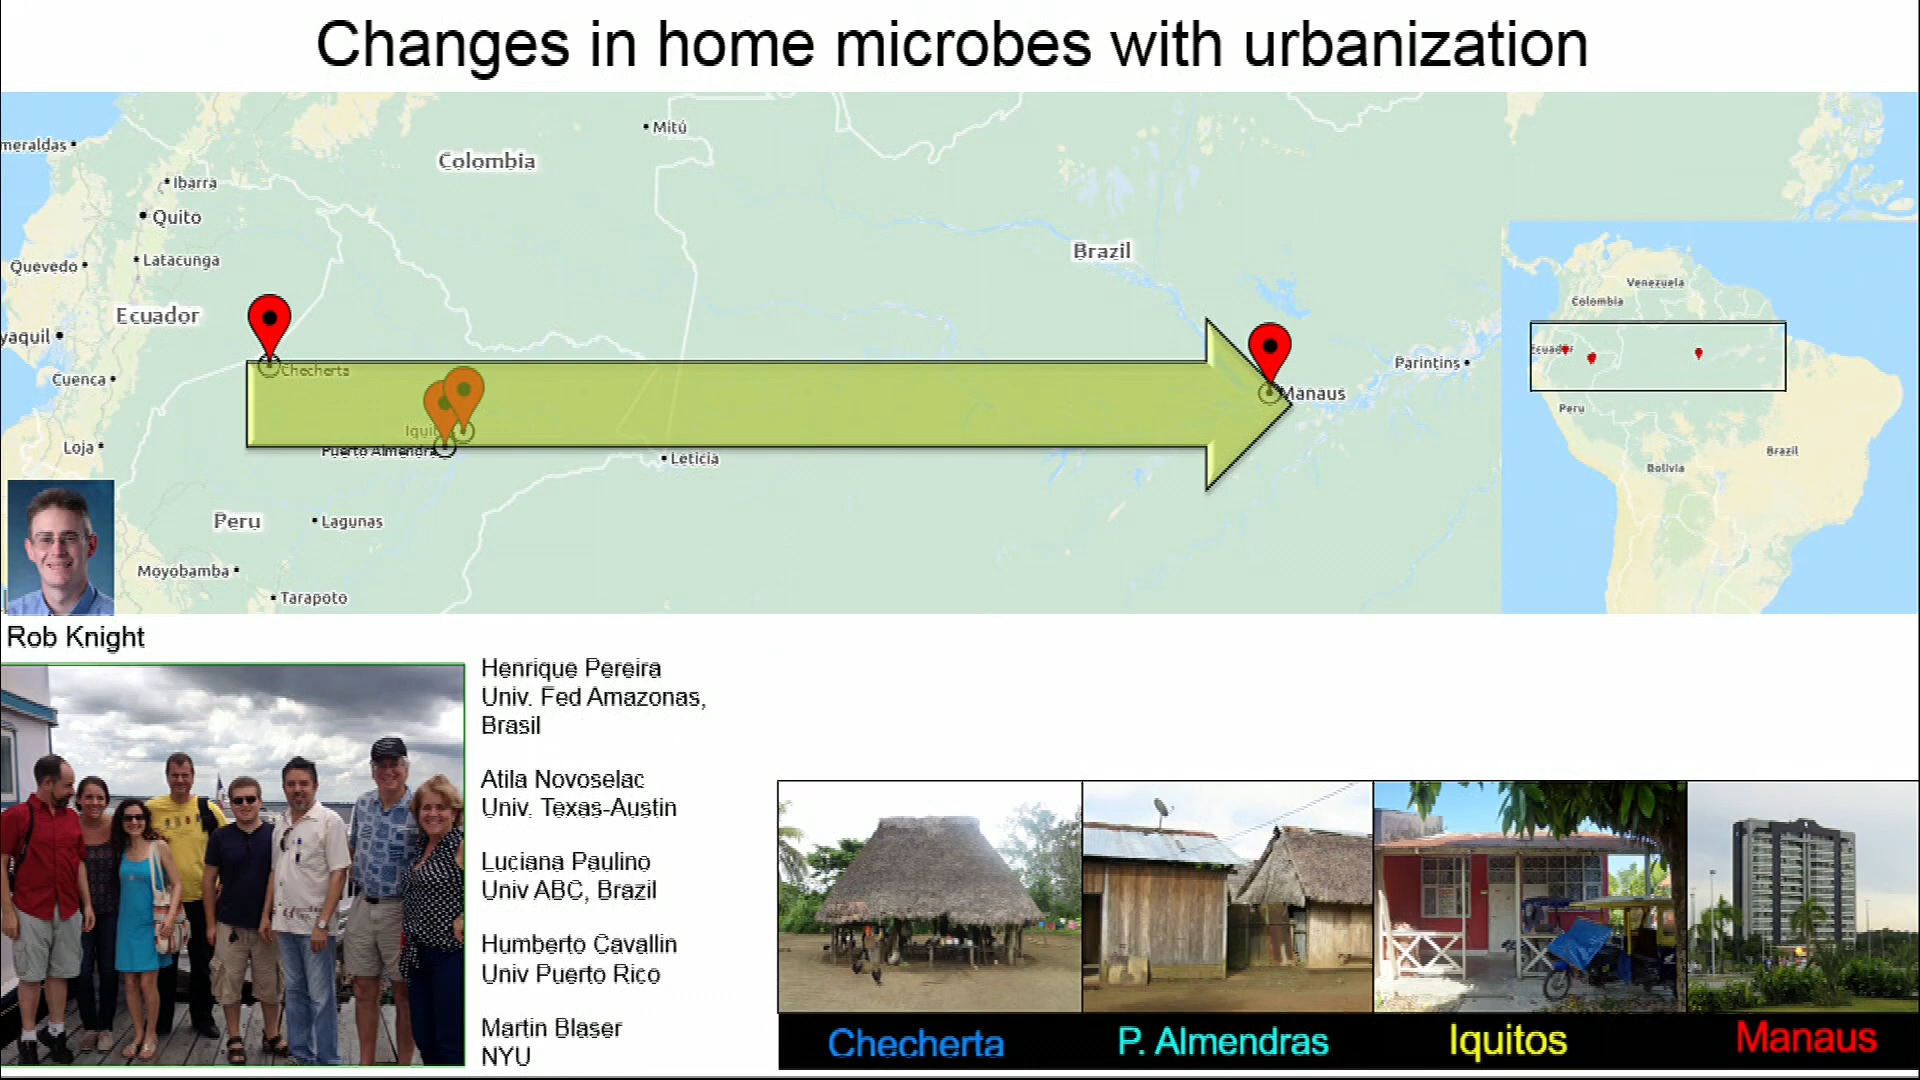 Changes in home microbes with urbanization
Mitú
meraldas
Colombia
Ibarra
Quito
Latacunga
Quevedo
Brazil
Ecuador
yaquil
Checherta
Cuenca
Manaus
Parintins
Iqui
Puerto Almendra
Loja
Leticia
Peru
Lagunas
Moyobamba
Tarapoto
Venezuela
Colombia
Ecuador
Peru
Brazil
Bolivia
Rob Knight
Henrique Pereira
Univ. Fed Amazonas,
Brasil
Atila Novoselac
Univ. Texas-Austin
Luciana Paulino
Univ ABC, Brazil
Humberto Cavallin
Univ Puerto Rico
Martin Blaser
NYU
Checherta
P. Almendras
Iquitos
Manaus